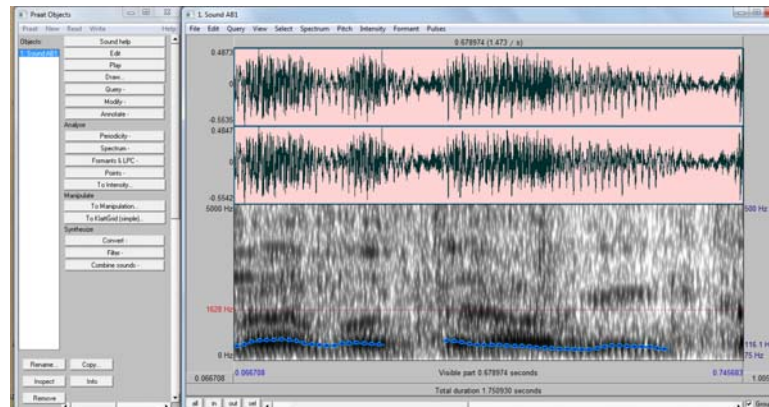 Praat Objects
Praat New Read Write Help
Objects:
1. Sound AB1
Sound help
Edit
Play
Draw...
Query -
Modify -
Annotate -
Analyse
Periodicity -
Spectrum -
Formants & LPC -
Points -
To Intensity...
Manipulate
To Manipulation...
To KlattGrid (simple)...
Synthesize
Convert -
Filter -
Combine sounds -
Rename...
Copy...
Inspect
Info
Remove
1. Sound AB1
File Edit Query View Select Spectrum Pitch Intensity Formant Pulses
0.678974 (1.473 / s)
0.4873
0
-0.5635
0.4847
0
-0.5542
5000 Hz
500 Hz
1628 Hz
116.1 H
0 Hz
75 Hz
0.066708
0.745683
0.066708
Visible part 0.678974 seconds
1.005
Total duration 1.750930 seconds
all in out sel
Grou